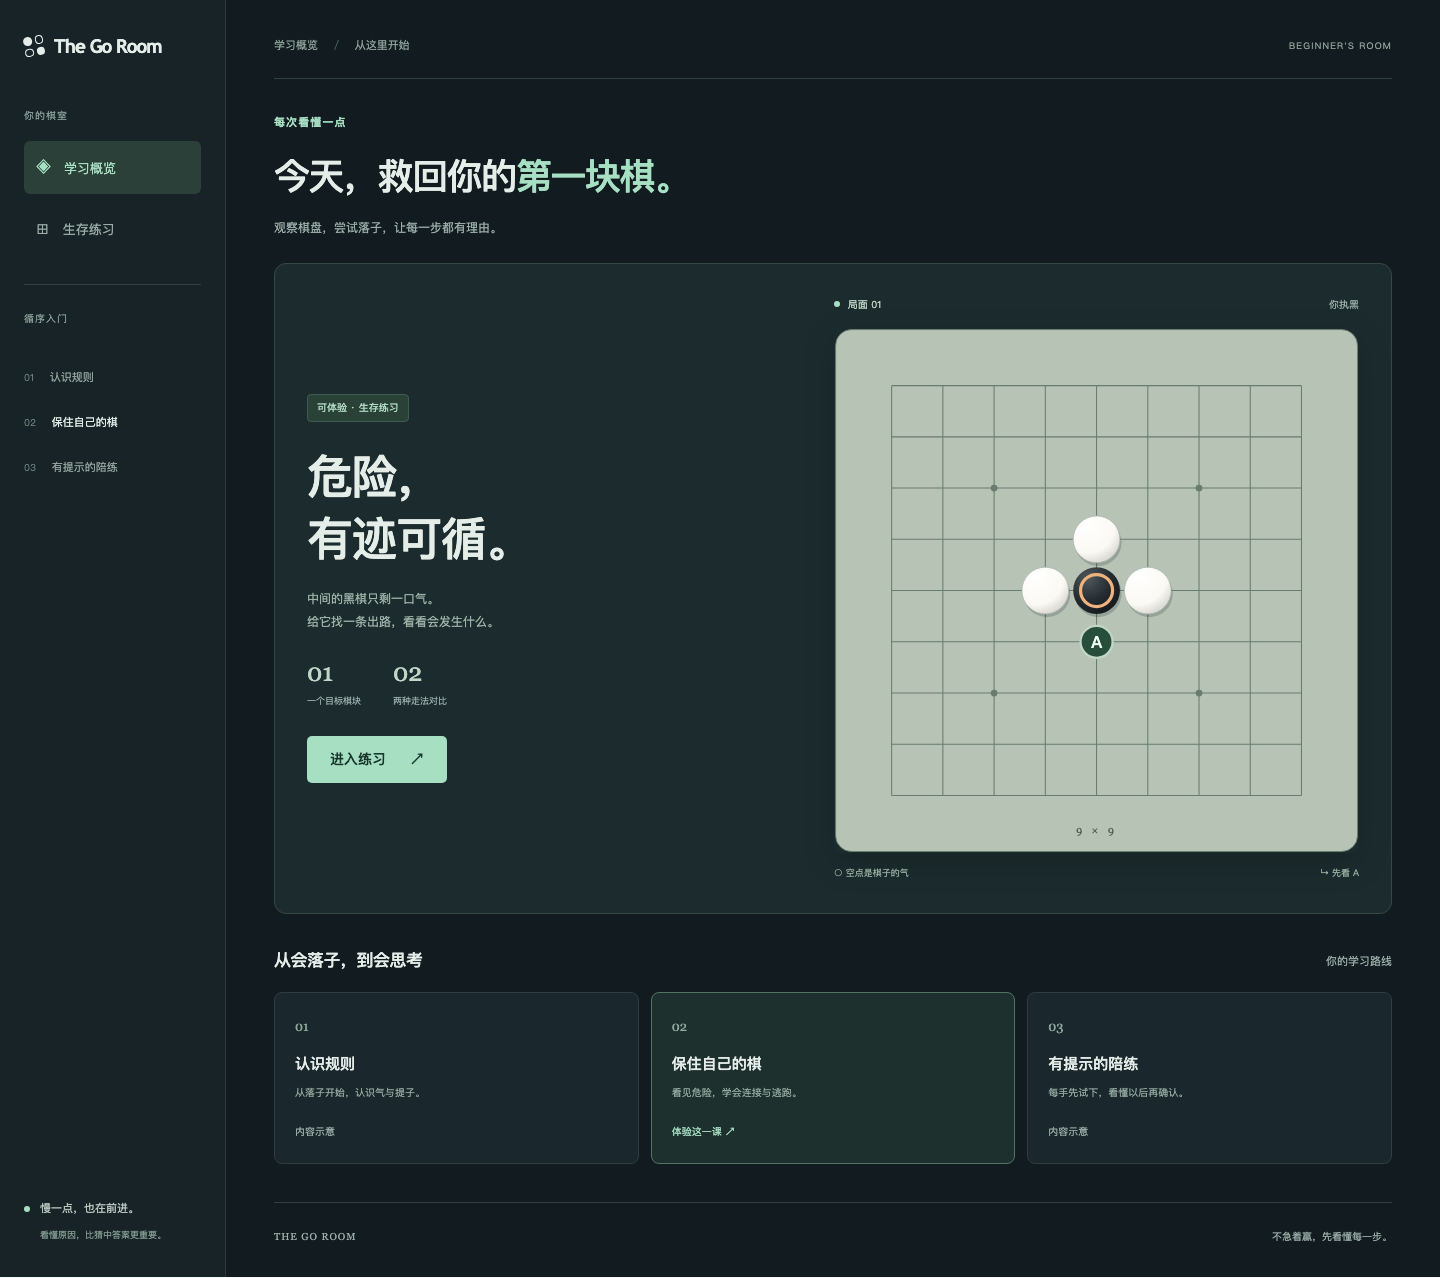 The Go Room
你的棋室
学习概览
生存练习
循序入门
01 认识规则
02 保住自己的棋
03 有提示的陪练
慢一点，也在前进。
看懂原因，比猜中答案更重要。
学习概览 / 从这里开始
BEGINNER'S ROOM
每次看懂一点
今天，救回你的第一块棋。
观察棋盘，尝试落子，让每一步都有理由。
可体验 · 生存练习
危险，
有迹可循。
中间的黑棋只剩一口气。
给它找一条出路，看看会发生什么。
01 02
一个目标棋块 两种走法对比
进入练习 ↗
局面 01 你执黑
A
9 × 9
空点是棋子的气 ↳ 先看 A
从会落子，到会思考
你的学习路线
01
认识规则
从落子开始，认识气与提子。
内容示意
02
保住自己的棋
看见危险，学会连接与逃跑。
体验这一课 ↗
03
有提示的陪练
每手先试下，看懂以后再确认。
内容示意
THE GO ROOM
不急着赢，先看懂每一步。